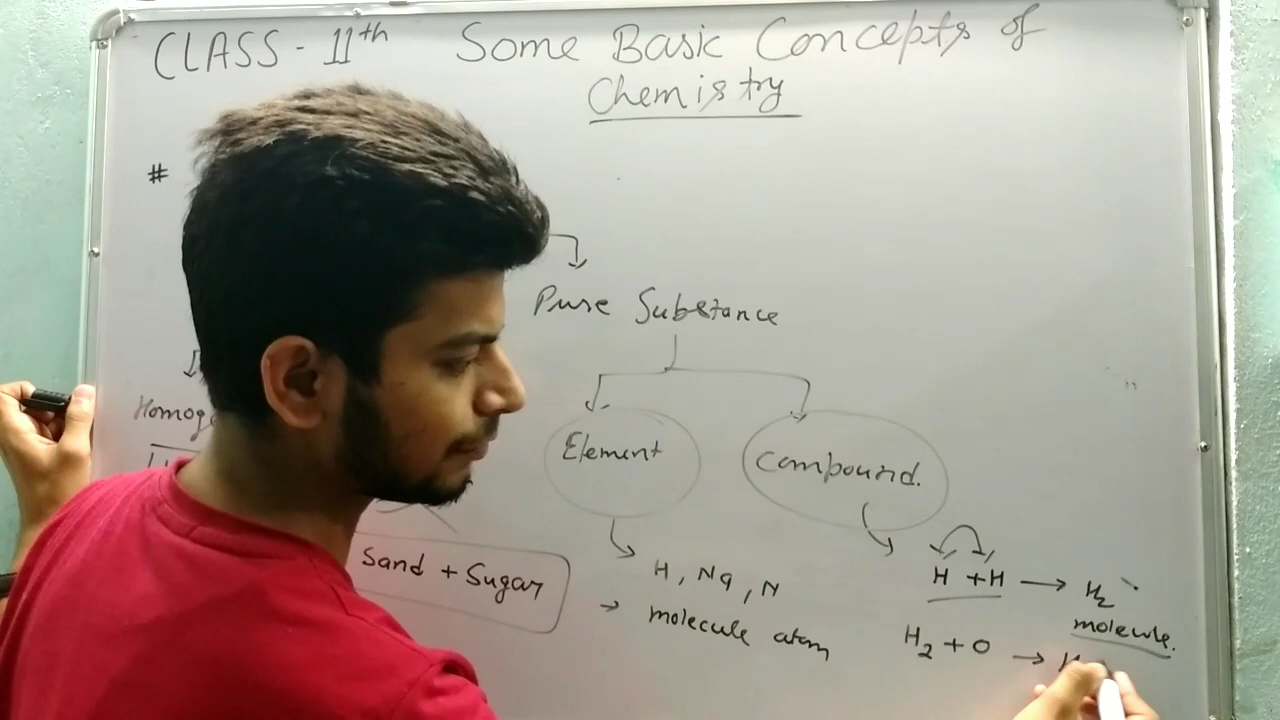 CLASS - 11th Some Basic Concepts of
Chemistry
#
Pure Substance
Element
Compound.
Sand + Sugar
H, Na, N
→ molecule atom
H + H → H2
molecule.
H2 + O →